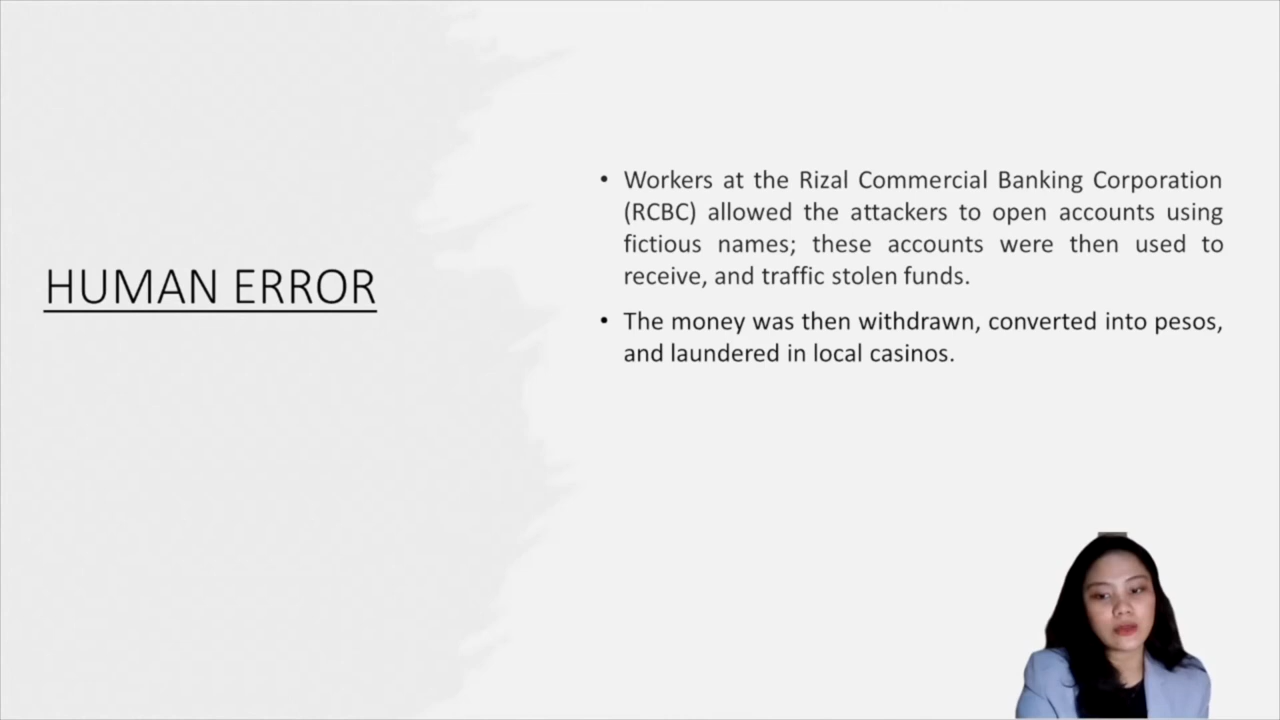 HUMAN ERROR
• Workers at the Rizal Commercial Banking Corporation
(RCBC) allowed the attackers to open accounts using
fictious names; these accounts were then used to
receive, and traffic stolen funds.
• The money was then withdrawn, converted into pesos,
and laundered in local casinos.